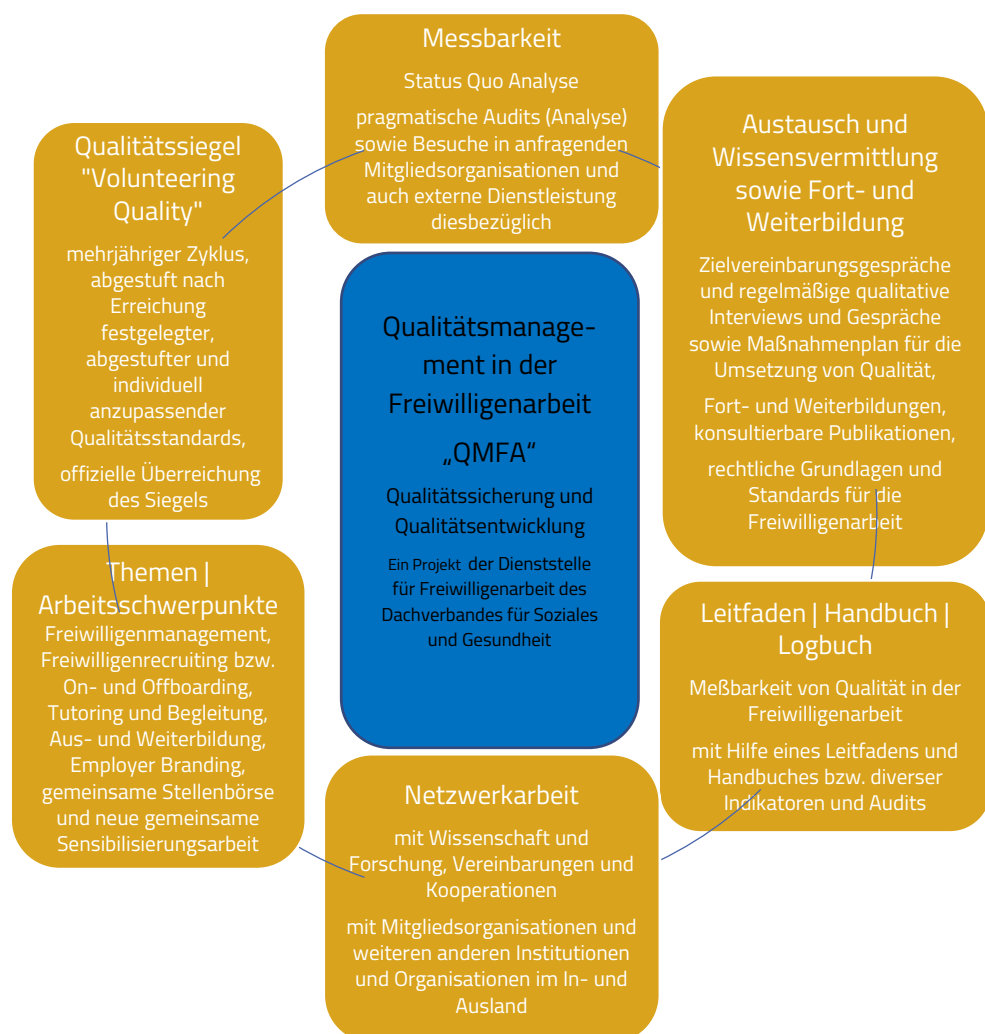 Messbarkeit
Status Quo Analyse
pragmatische Audits (Analyse)
sowie Besuche in anfragenden
Mitgliedsorganisationen und
auch externe Dienstleistung
diesbezüglich
Austausch und
Wissensvermittlung
sowie Fort- und
Weiterbildung
Zielvereinbarungsgespräche
und regelmäßige qualitative
Interviews und Gespräche
sowie Maßnahmenplan für die
Umsetzung von Qualität,
Fort- und Weiterbildungen,
konsultierbare Publikationen,
rechtliche Grundlagen und
Standards für die
Freiwilligenarbeit
Leitfaden | Handbuch |
Logbuch
Meßbarkeit von Qualität in der
Freiwilligenarbeit
mit Hilfe eines Leitfadens und
Handbuches bzw. diverser
Indikatoren und Audits
Netzwerkarbeit
mit Wissenschaft und
Forschung, Vereinbarungen und
Kooperationen
mit Mitgliedsorganisationen und
weiteren anderen Institutionen
und Organisationen im In- und
Ausland
Themen |
Arbeitsschwerpunkte
Freiwilligenmanagement,
Freiwilligenrecruiting bzw.
On- und Offboarding,
Tutoring und Begleitung,
Aus- und Weiterbildung,
Employer Branding,
gemeinsame Stellenbörse
und neue gemeinsame
Sensibilisierungsarbeit
Qualitätssiegel
"Volunteering
Quality"
mehrjähriger Zyklus,
abgestuft nach
Erreichung
festgelegter,
abgestufter und
individuell
anzupassender
Qualitätsstandards,
offizielle Überreichung
des Siegels
Qualitätsmanage-
ment in der
Freiwilligenarbeit
„QMFA“
Qualitätssicherung und
Qualitätsentwicklung
Ein Projekt der Dienststelle
für Freiwilligenarbeit des
Dachverbandes für Soziales
und Gesundheit